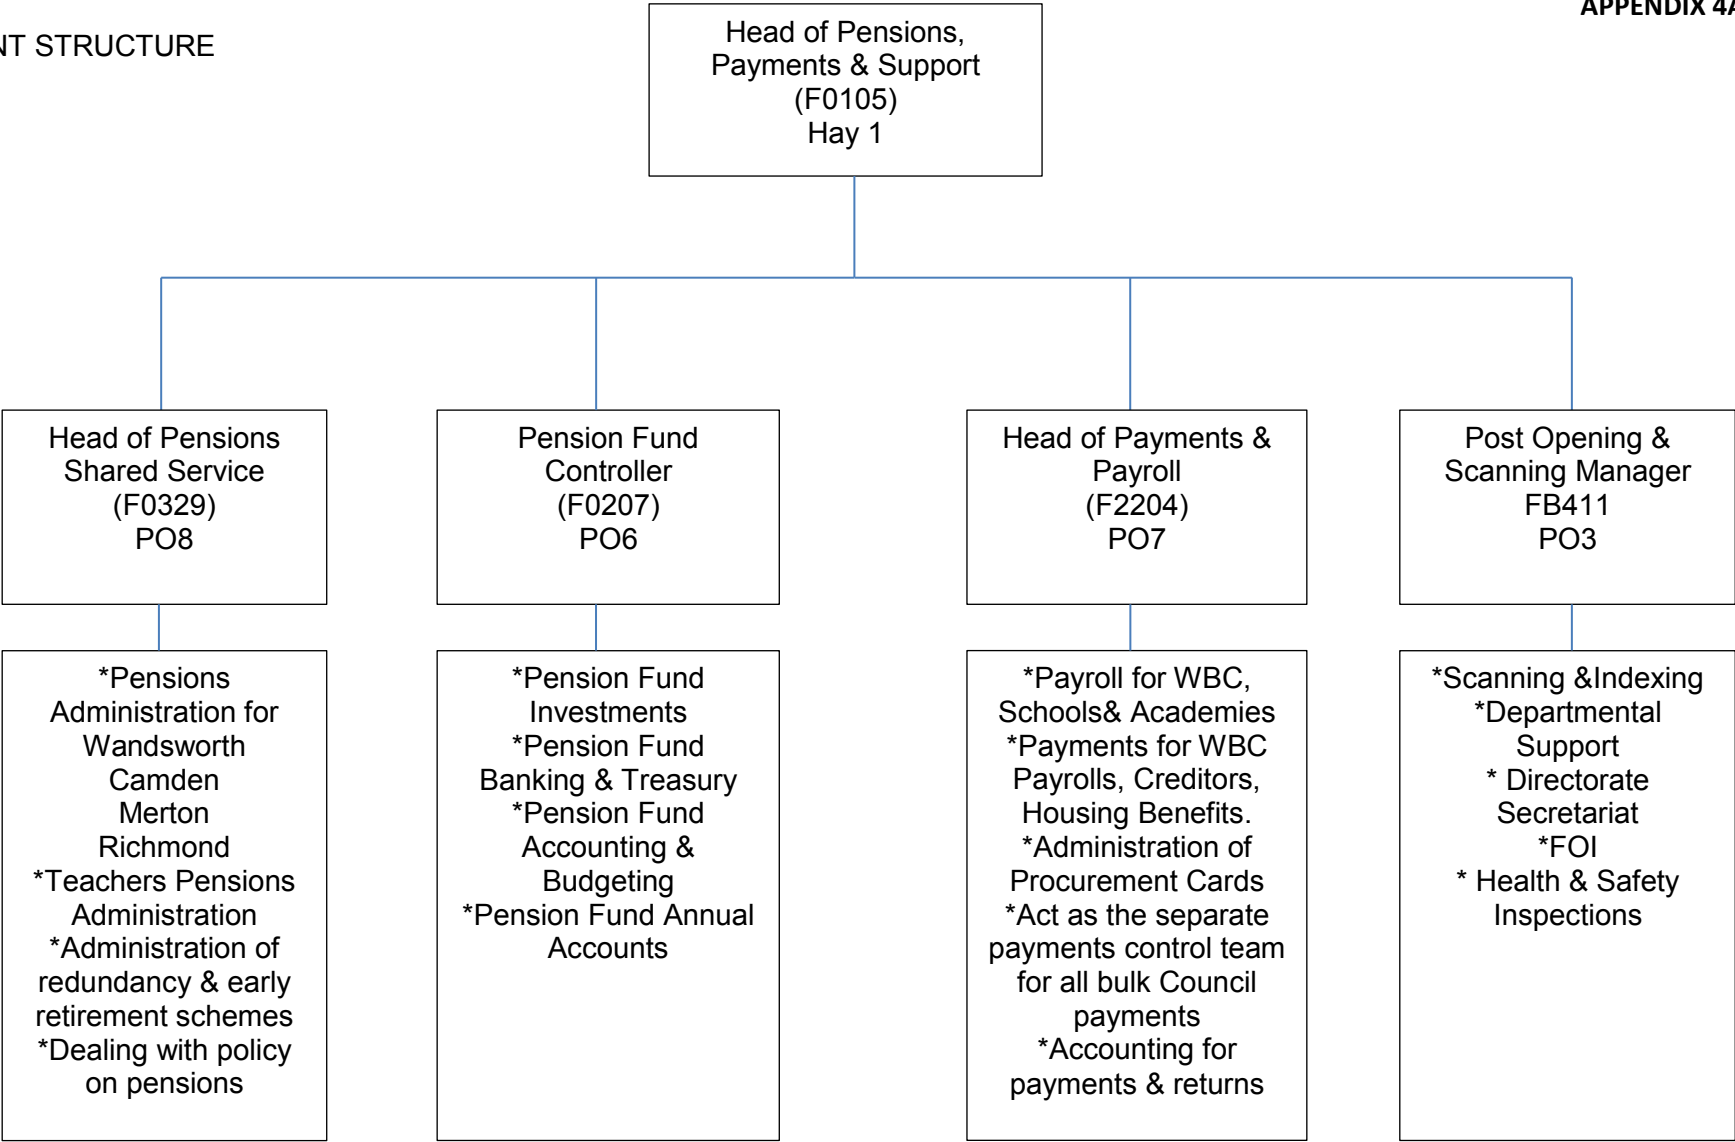 APPENDIX 4A
NT STRUCTURE
Head of Pensions,
Payments & Support
(F0105)
Hay 1
Head of Pensions
Shared Service
(F0329)
PO8
Pension Fund
Controller
(F0207)
PO6
Head of Payments &
Payroll
(F2204)
PO7
Post Opening &
Scanning Manager
FB411
PO3
*Pensions
Administration for
Wandsworth
Camden
Merton
Richmond
*Teachers Pensions
Administration
*Administration of
redundancy & early
retirement schemes
*Dealing with policy
on pensions
*Pension Fund
Investments
*Pension Fund
Banking & Treasury
*Pension Fund
Accounting &
Budgeting
*Pension Fund Annual
Accounts
*Payroll for WBC,
Schools& Academies
*Payments for WBC
Payrolls, Creditors,
Housing Benefits.
*Administration of
Procurement Cards
*Act as the separate
payments control team
for all bulk Council
payments
*Accounting for
payments & returns
*Scanning &Indexing
*Departmental
Support
* Directorate
Secretariat
*FOI
* Health & Safety
Inspections